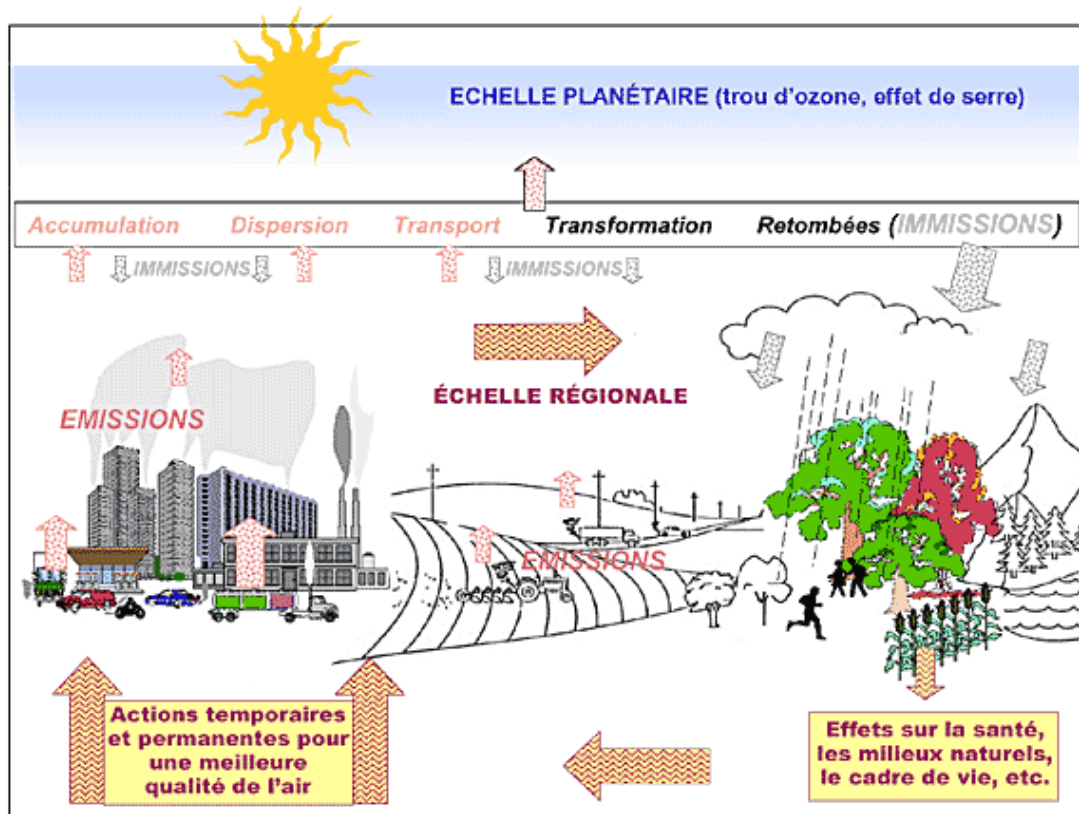 ECHELLE PLANÉTAIRE (trou d'ozone, effet de serre)
Accumulation Dispersion Transport Transformation Retombées (IMMISSIONS)
IMMISSIONS IMMISSIONS
ÉCHELLE RÉGIONALE
EMISSIONS
EMISSIONS
Actions temporaires
et permanentes pour
une meilleure
qualité de l'air
Effets sur la santé,
les milieux naturels,
le cadre de vie, etc.